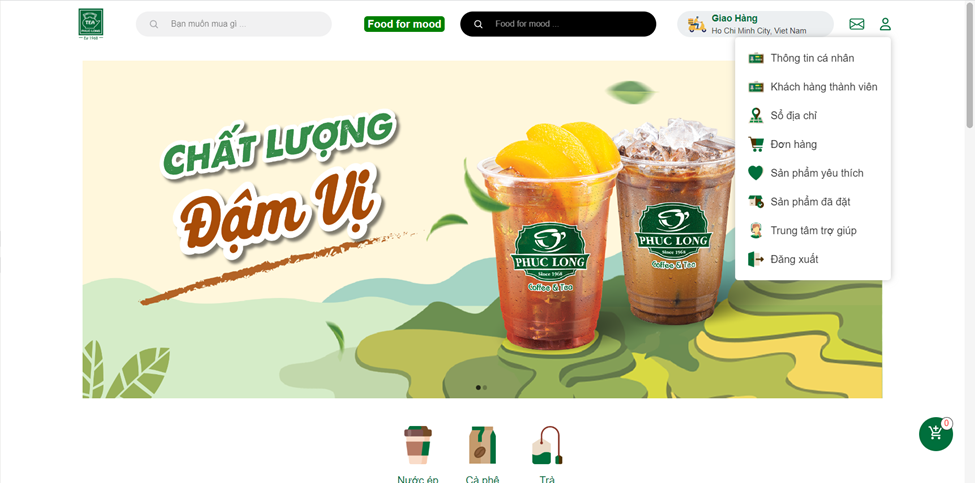 TEA
Bạn muốn mua gì ...
Food for mood
Food for mood ...
Giao Hàng
Ho Chi Minh City, Viet Nam
Thông tin cá nhân
Khách hàng thành viên
Sổ địa chỉ
Đơn hàng
Sản phẩm yêu thích
Sản phẩm đã đặt
Trung tâm trợ giúp
Đăng xuất
CHẤT LƯỢNG
Đậm Vị
PHUC LONG
Since 1968
Coffee & Tea
PHUC LONG
Since 1968
Coffee & Tea
0
Nước ép
Cà phê
Trà